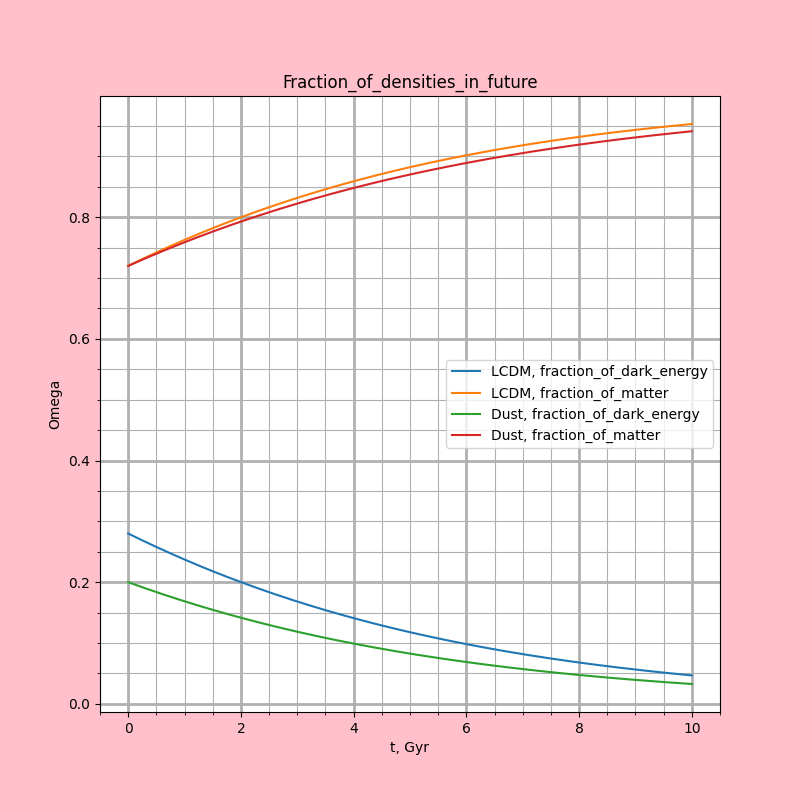 Fraction_of_densities_in_future
Omega
0.8
0.6
0.4
0.2
0.0
LCDM, fraction_of_dark_energy
LCDM, fraction_of_matter
Dust, fraction_of_dark_energy
Dust, fraction_of_matter
0 2 4 6 8 10
t, Gyr